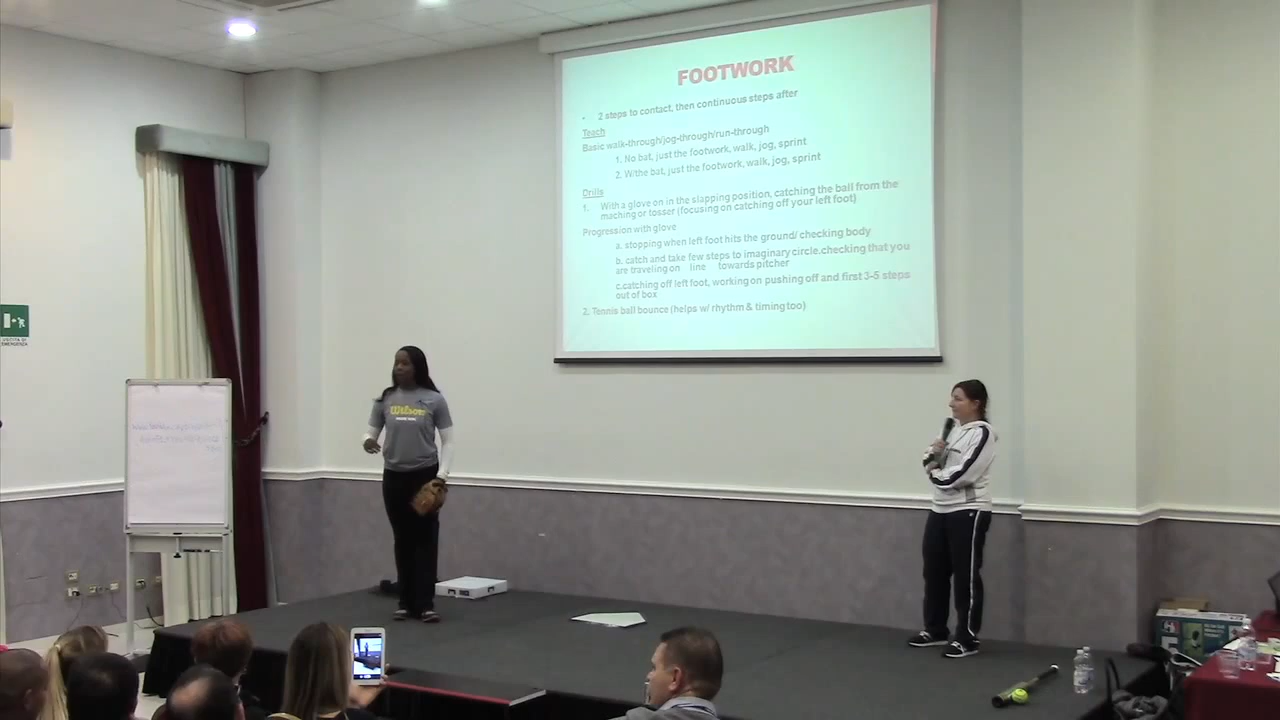 FOOTWORK
• 2 steps to contact, then continuous steps after
Teach
Basic walk-through/jog-through/run-through
1. No bat, just the footwork, walk, jog, sprint
2. W/the bat, just the footwork, walk, jog, sprint
Drills
1. With a glove on in the slapping position, catching the ball from the
maching or tosser (focusing on catching off your left foot)
Progression with glove
a. stopping when left foot hits the ground/ checking body
b. catch and take few steps to imaginary circle.checking that you
are traveling on line towards pitcher
c.catching off left foot, working on pushing off and first 3-5 steps
out of box
2. Tennis ball bounce (helps w/ rhythm & timing too)
USCITA DI
EMERGENZA
Wilson